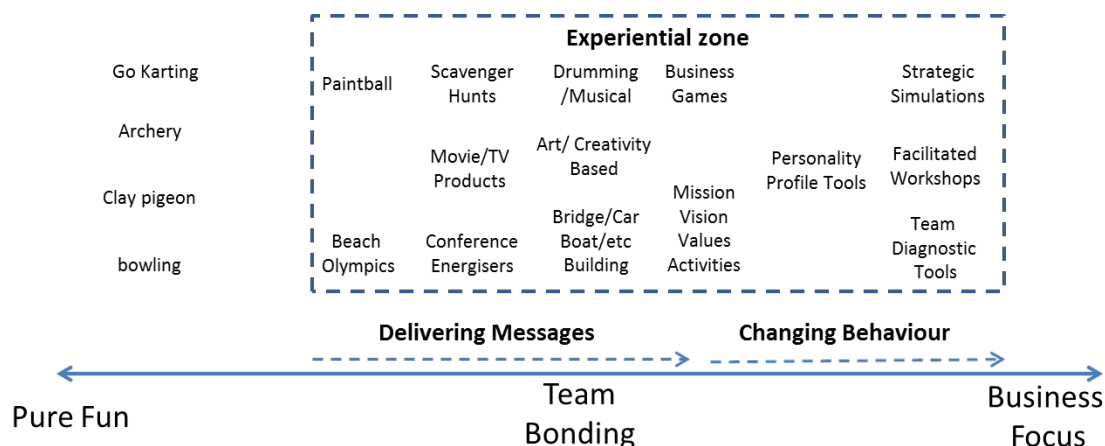 Experiential zone
Go Karting
Archery
Clay pigeon
bowling
Paintball
Beach
Olympics
Scavenger
Hunts
Movie/TV
Products
Conference
Energisers
Drumming
/Musical
Art/ Creativity
Based
Bridge/Car
Boat/etc
Building
Business
Games
Mission
Vision
Values
Activities
Personality
Profile Tools
Strategic
Simulations
Facilitated
Workshops
Team
Diagnostic
Tools
Delivering Messages
Changing Behaviour
Pure Fun
Team
Bonding
Business
Focus